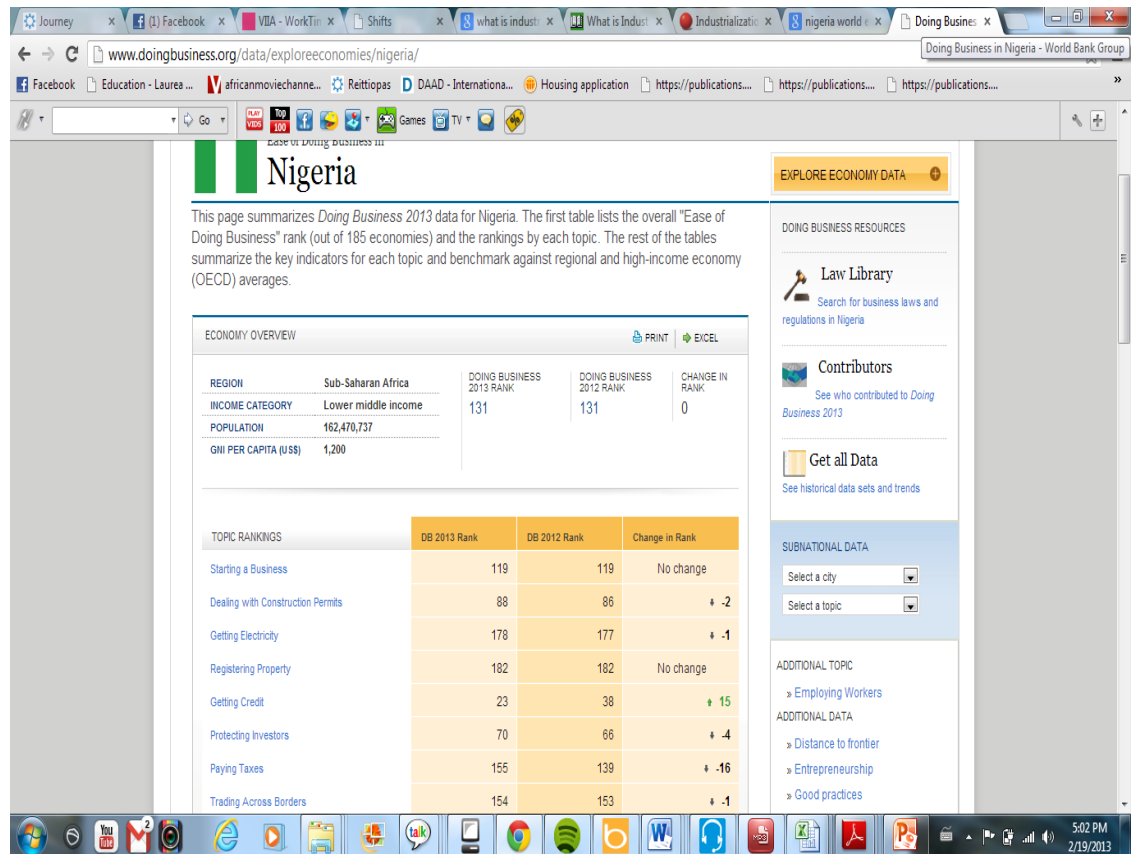 Journey
(1) Facebook
VIIA - WorkTin
Shifts
what is indust
What is Indust
Industrializatio
nigeria world e
Doing Busines
www.doingbusiness.org/data/exploreeconomies/nigeria/
Doing Business in Nigeria - World Bank Group
Facebook Education - Laurea ... africanmoviechanne... Reittiopas DAAD - Internationa... Housing application https://publications.... https://publications.... https://publications.... »
Go PLAY VIDS Top 100 Games TV
Ease of Doing Business in
Nigeria
This page summarizes Doing Business 2013 data for Nigeria. The first table lists the overall "Ease of
Doing Business" rank (out of 185 economies) and the rankings by each topic. The rest of the tables
summarize the key indicators for each topic and benchmark against regional and high-income economy
(OECD) averages.
ECONOMY OVERVIEW PRINT EXCEL
REGION Sub-Saharan Africa
INCOME CATEGORY Lower middle income
POPULATION 162,470,737
GNI PER CAPITA (US$) 1,200
DOING BUSINESS
2013 RANK
131
DOING BUSINESS
2012 RANK
131
CHANGE IN
RANK
0
TOPIC RANKINGS DB 2013 Rank DB 2012 Rank Change in Rank
Starting a Business 119 119 No change
Dealing with Construction Permits 88 86 -2
Getting Electricity 178 177 -1
Registering Property 182 182 No change
Getting Credit 23 38 15
Protecting Investors 70 66 -4
Paying Taxes 155 139 -16
Trading Across Borders 154 153 -1
EXPLORE ECONOMY DATA
DOING BUSINESS RESOURCES
Law Library
Search for business laws and
regulations in Nigeria
Contributors
See who contributed to Doing
Business 2013
Get all Data
See historical data sets and trends
SUBNATIONAL DATA
Select a city
Select a topic
ADDITIONAL TOPIC
» Employing Workers
ADDITIONAL DATA
» Distance to frontier
» Entrepreneurship
» Good practices
You Tube
2
talk
5:02 PM
2/19/2013